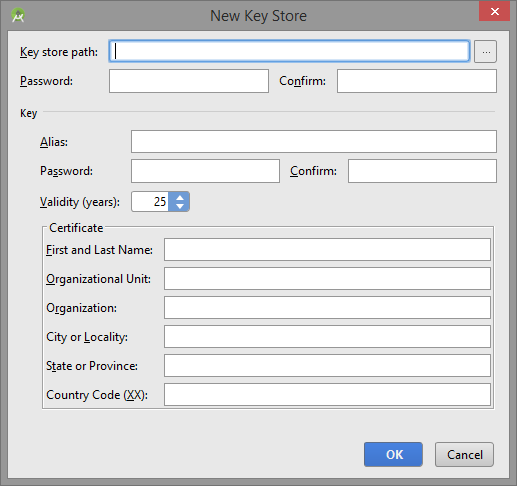 New Key Store
Key store path:
...
Password: Confirm:
Key
Alias:
Password: Confirm:
Validity (years): 25
Certificate
First and Last Name:
Organizational Unit:
Organization:
City or Locality:
State or Province:
Country Code (XX):
OK Cancel